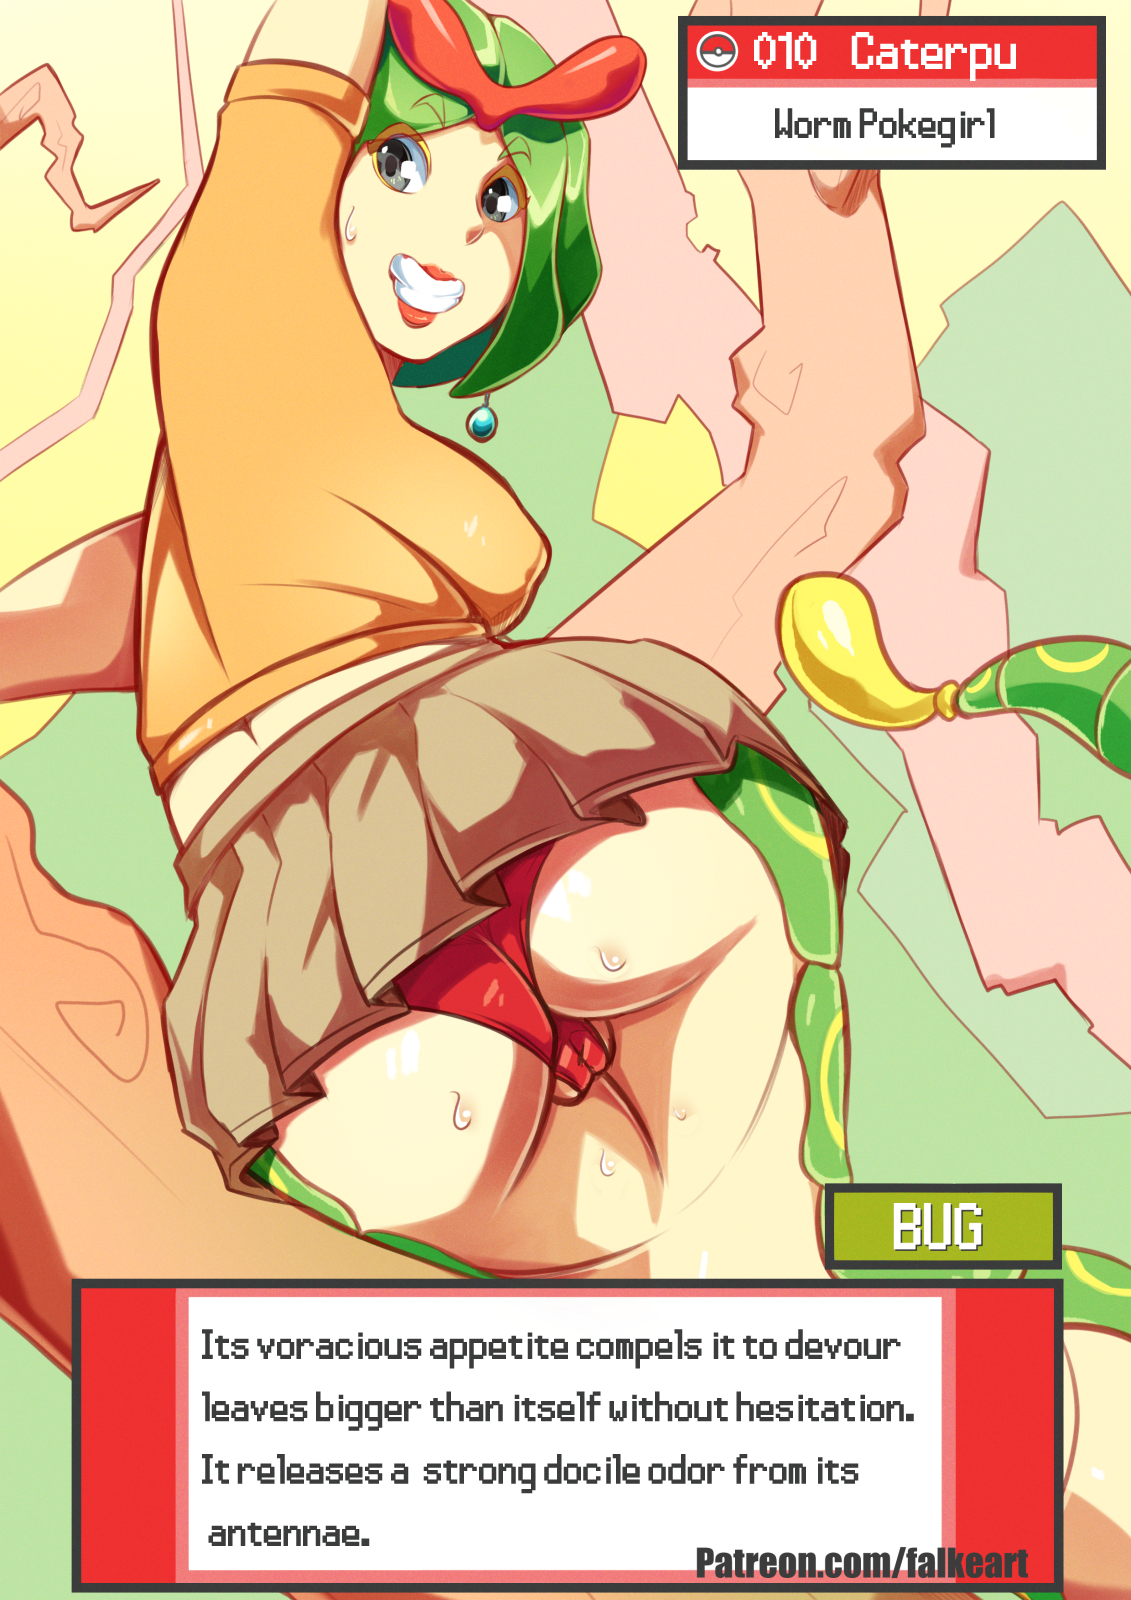 010 Caterpu
Worm Pokegirl
BUG
Its voracious appetite compels it to devour
leaves bigger than itself without hesitation.
It releases a strong docile odor from its
antennae.
Patreon.com/falkeart